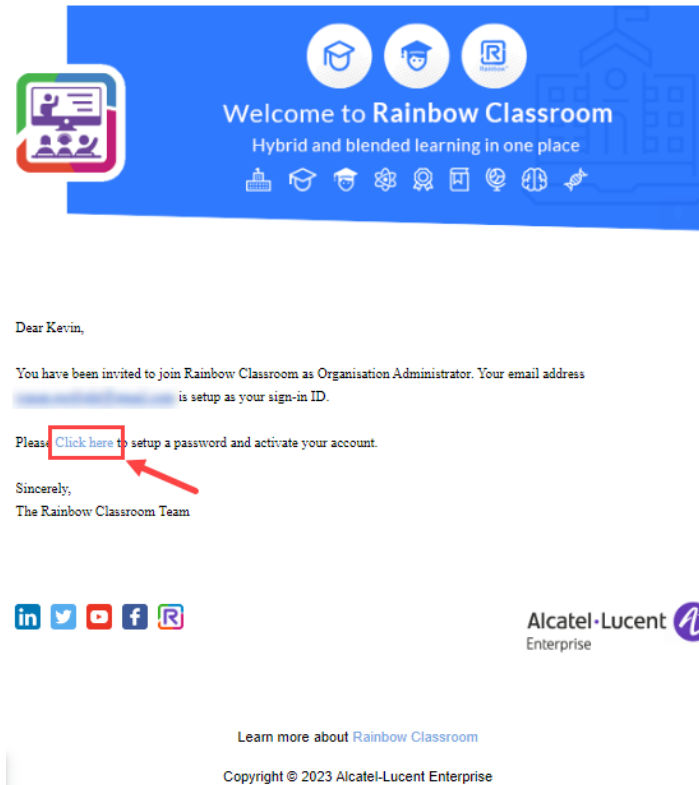 Rainbow
Welcome to Rainbow Classroom
Hybrid and blended learning in one place
Dear Kevin,
You have been invited to join Rainbow Classroom as Organisation Administrator. Your email address
is setup as your sign-in ID.
Please Click here to setup a password and activate your account.
Sincerely,
The Rainbow Classroom Team
Alcatel·Lucent
Enterprise
Learn more about Rainbow Classroom
Copyright © 2023 Alcatel-Lucent Enterprise